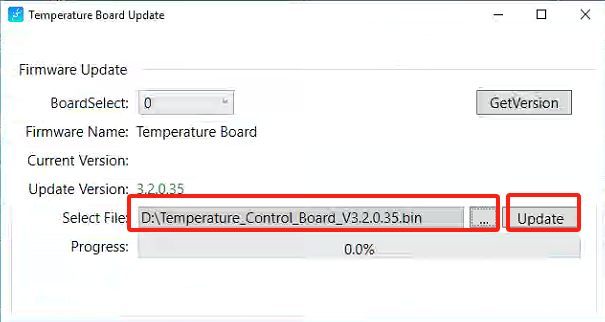 Temperature Board Update
Firmware Update
BoardSelect: 0 GetVersion
Firmware Name: Temperature Board
Current Version:
Update Version: 3.2.0.35
Select File: D:\Temperature_Control_Board_V3.2.0.35.bin ... Update
Progress: 0.0%